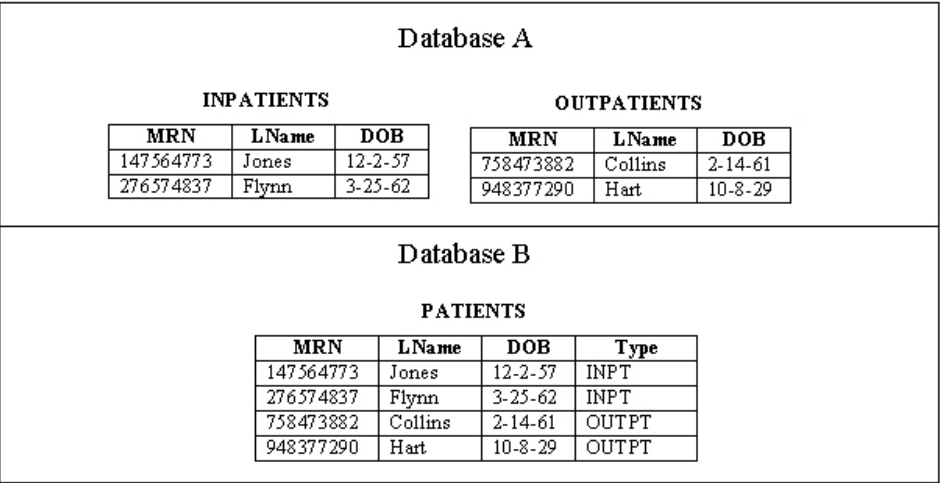 Database A
INPATIENTS
MRN LName DOB
147564773 Jones 12-2-57
276574837 Flynn 3-25-62
OUTPATIENTS
MRN LName DOB
758473882 Collins 2-14-61
948377290 Hart 10-8-29
Database B
PATIENTS
MRN LName DOB Type
147564773 Jones 12-2-57 INPT
276574837 Flynn 3-25-62 INPT
758473882 Collins 2-14-61 OUTPT
948377290 Hart 10-8-29 OUTPT